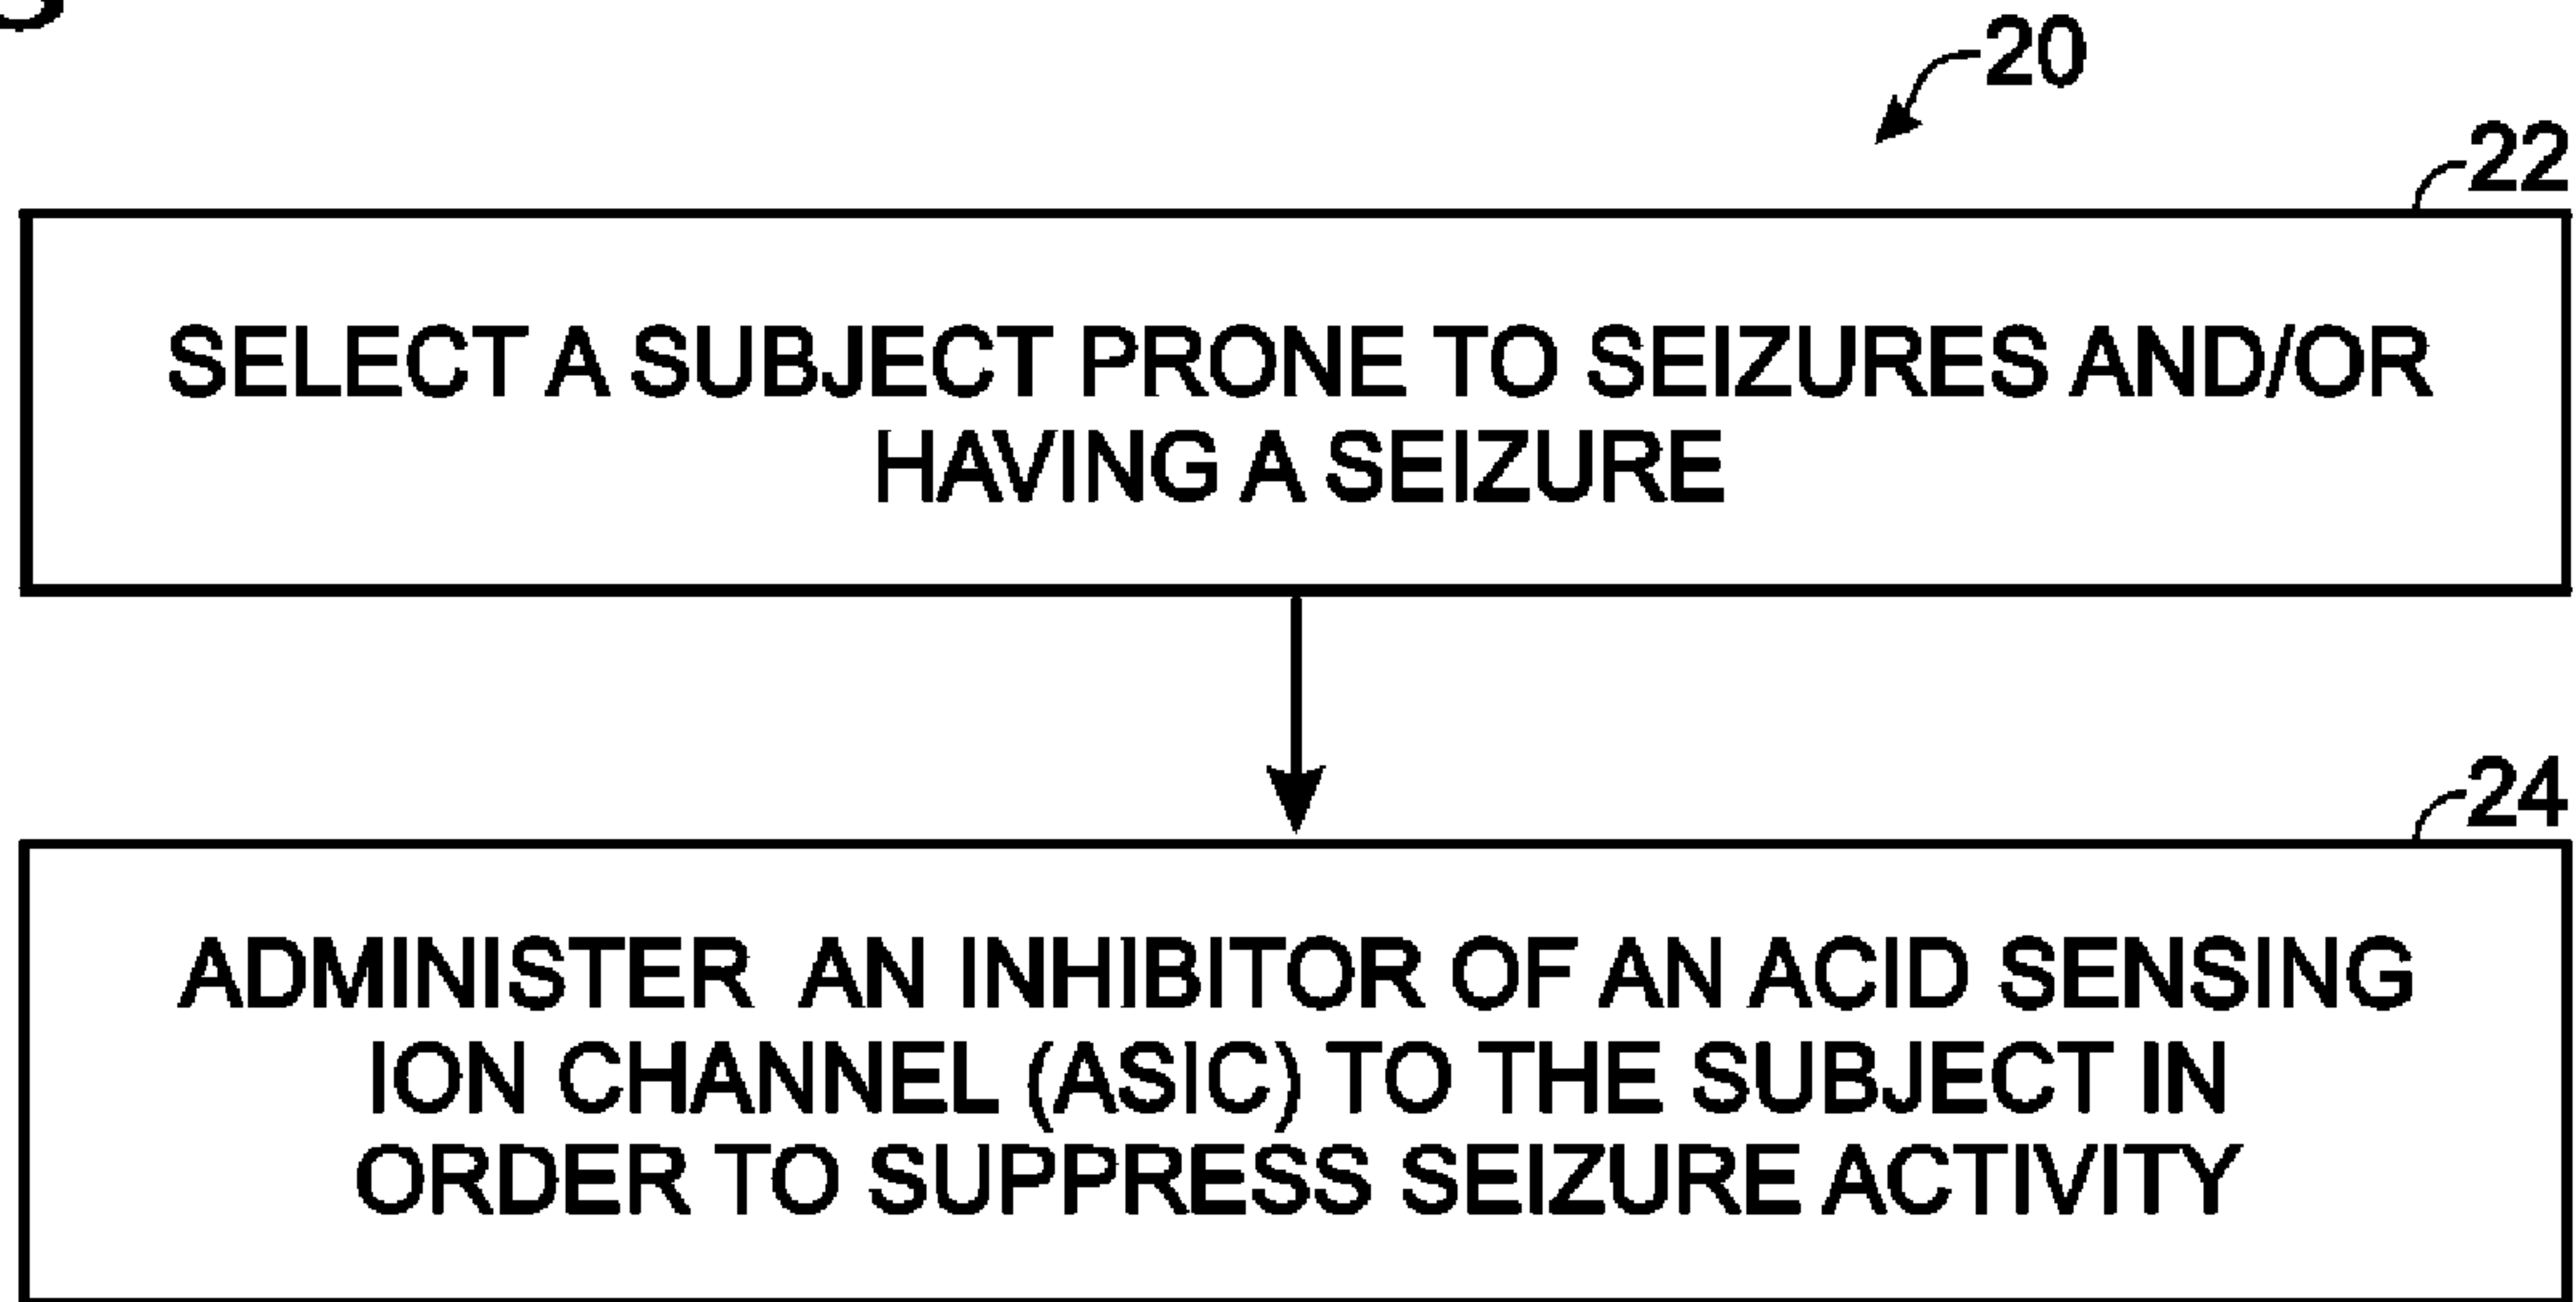 20
22
SELECT A SUBJECT PRONE TO SEIZURES AND/OR
HAVING A SEIZURE
24
ADMINISTER AN INHIBITOR OF AN ACID SENSING
ION CHANNEL (ASIC) TO THE SUBJECT IN
ORDER TO SUPPRESS SEIZURE ACTIVITY